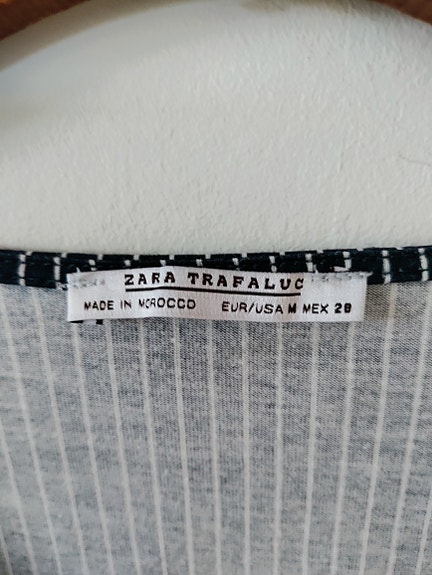 ZARA TRAFALUC
MADE IN MOROCCO EUR/USA M MEX 28